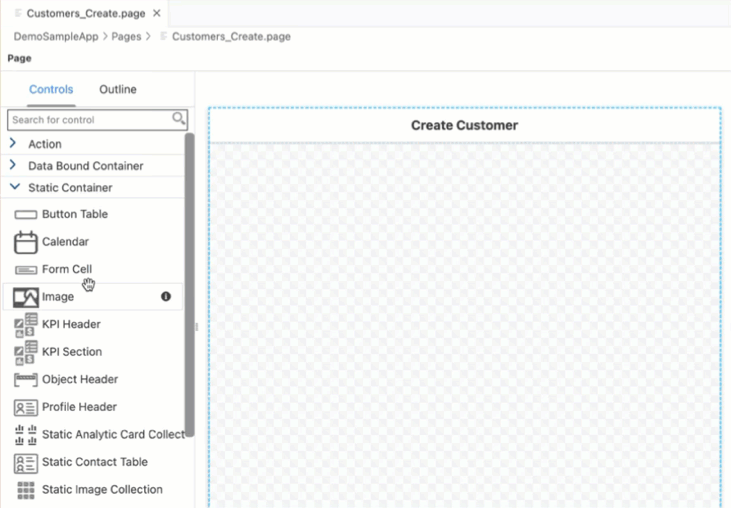 Customers_Create.page
DemoSampleApp > Pages > Customers_Create.page
Page
Controls Outline
Search for control
Action
Data Bound Container
Static Container
Button Table
Calendar
Form Cell
Image
KPI Header
KPI Section
Object Header
Profile Header
Static Analytic Card Collect
Static Contact Table
Static Image Collection
Create Customer